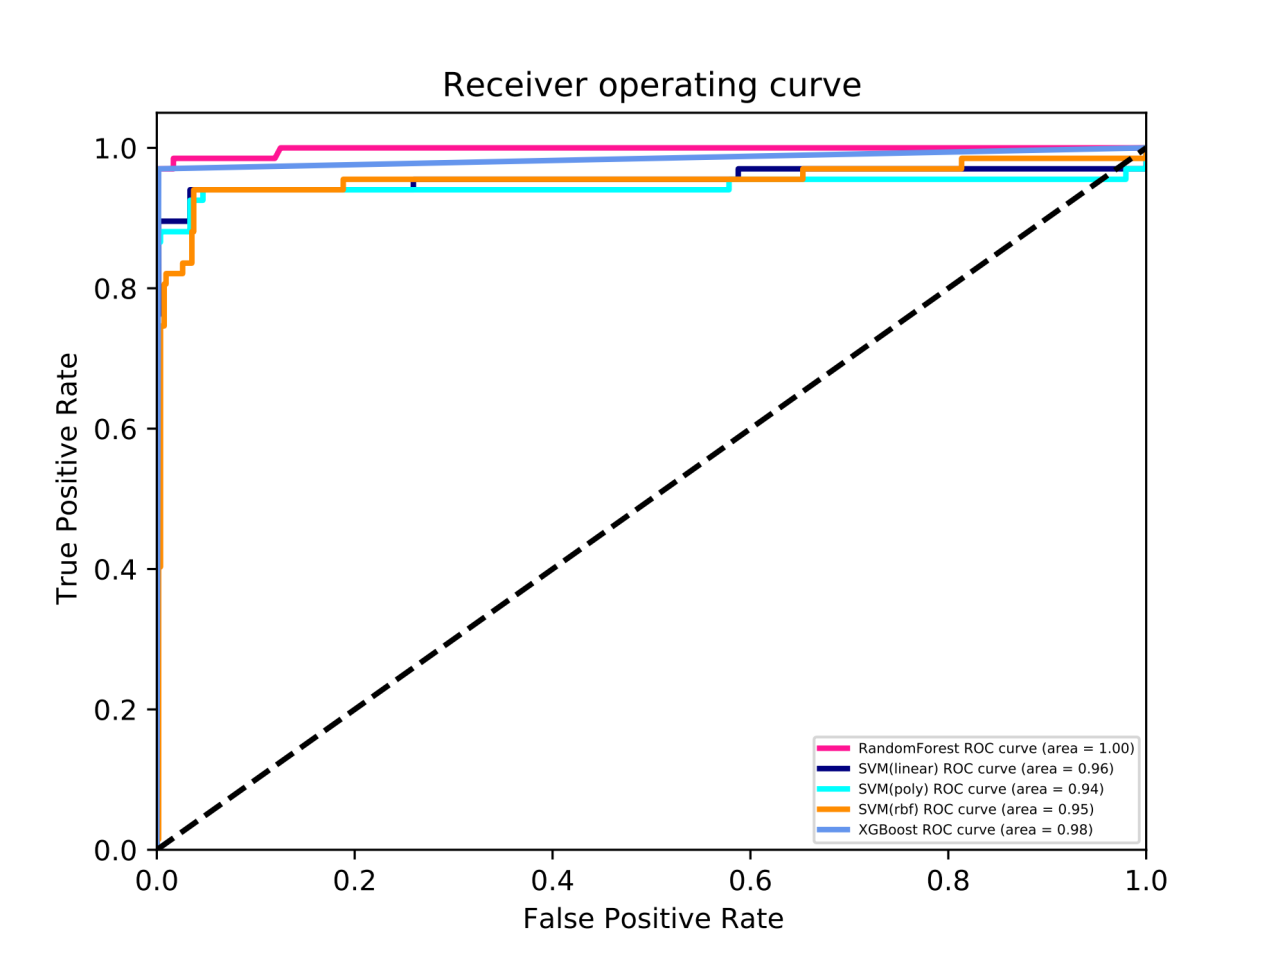 Receiver operating curve
True Positive Rate
1.0
0.8
0.6
0.4
0.2
0.0
0.0 0.2 0.4 0.6 0.8 1.0
False Positive Rate
RandomForest ROC curve (area = 1.00)
SVM(linear) ROC curve (area = 0.96)
SVM(poly) ROC curve (area = 0.94)
SVM(rbf) ROC curve (area = 0.95)
XGBoost ROC curve (area = 0.98)